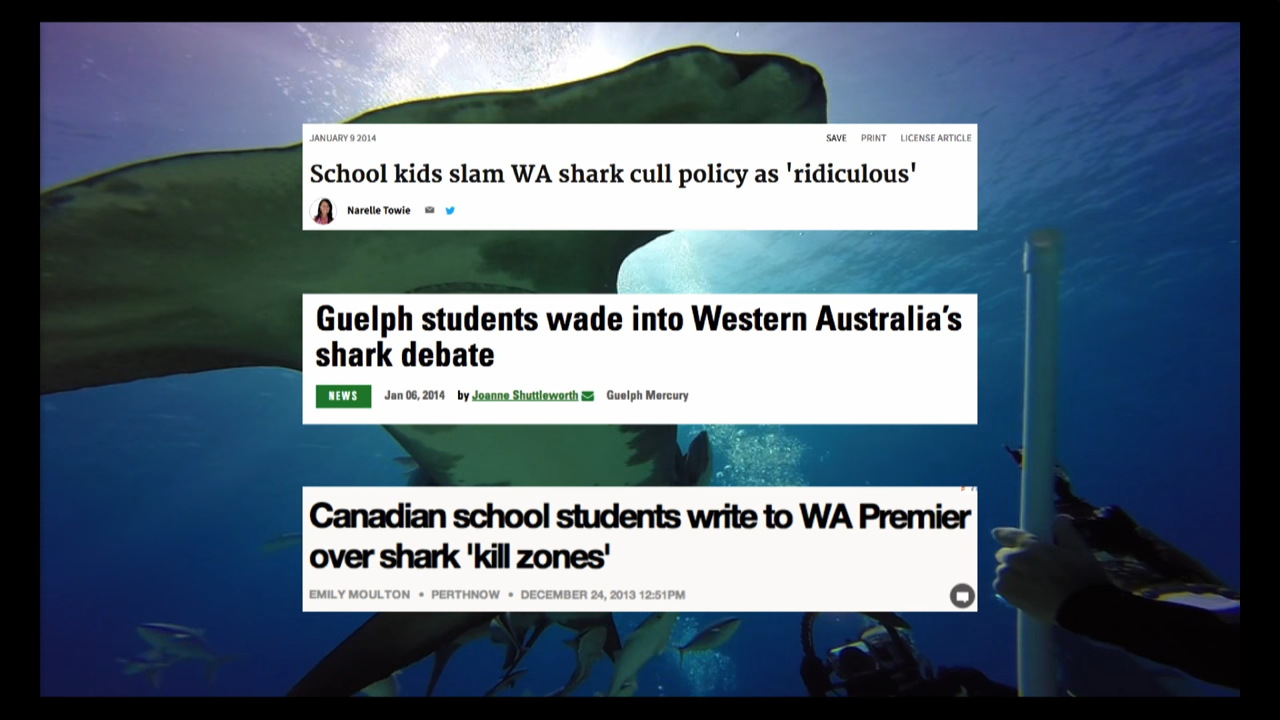 JANUARY 9 2014 SAVE PRINT LICENSE ARTICLE
School kids slam WA shark cull policy as 'ridiculous'
Narelle Towie
Guelph students wade into Western Australia's
shark debate
NEWS Jan 06, 2014 by Joanne Shuttleworth Guelph Mercury
Canadian school students write to WA Premier
over shark 'kill zones'
EMILY MOULTON • PERTHNOW • DECEMBER 24, 2013 12:51PM